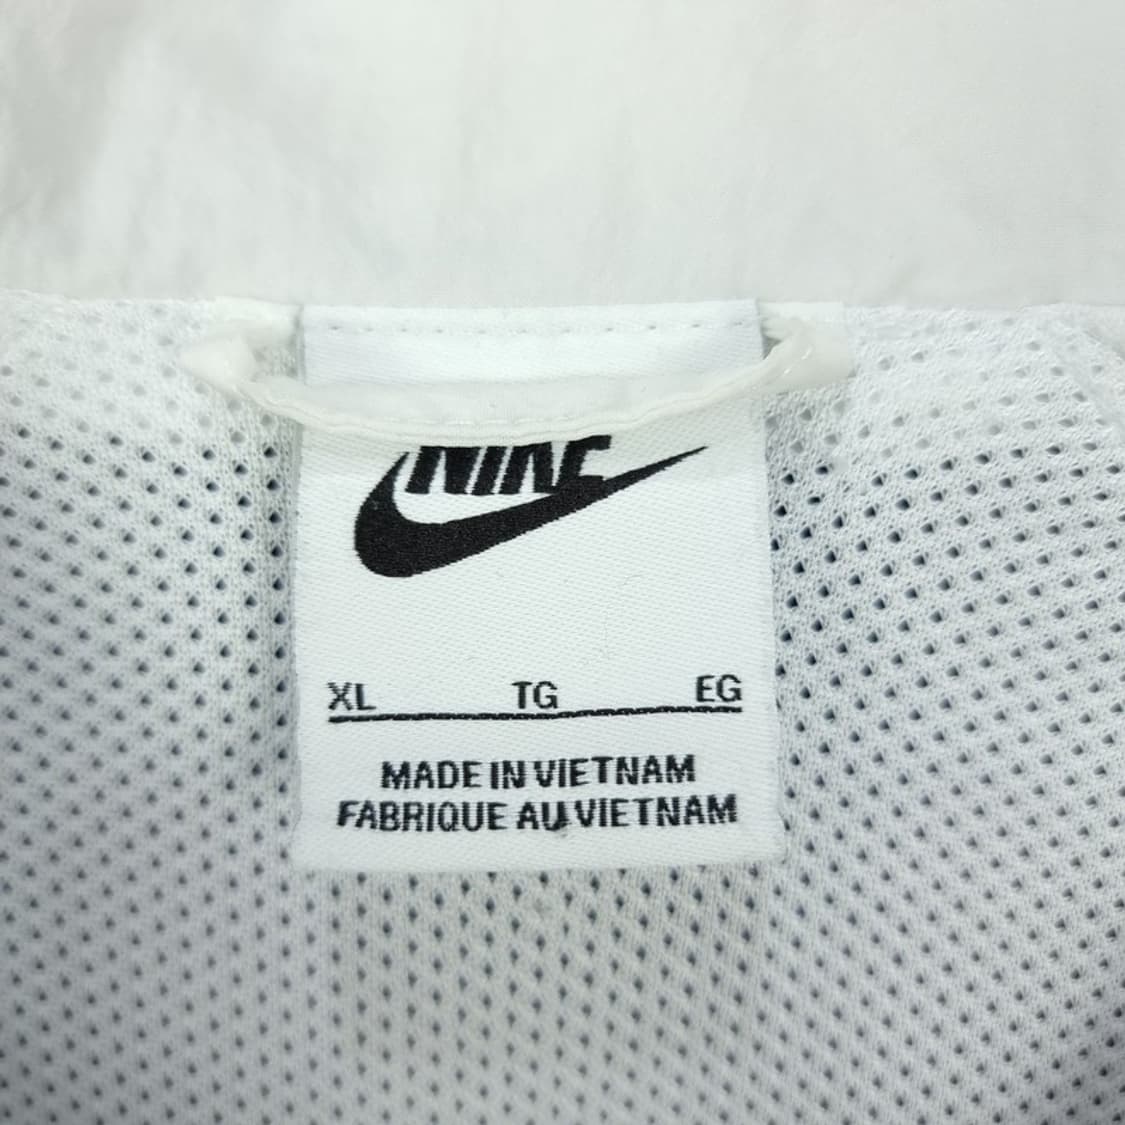 NIKE
XL TG EG
MADE IN VIETNAM
FABRIQUE AU VIETNAM